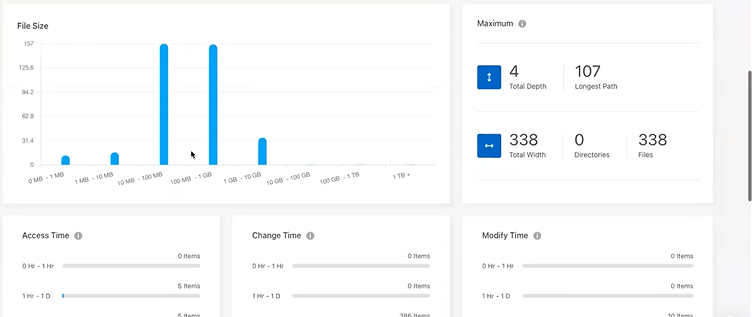 File Size
157
125.6
94.2
62.8
31.4
0
0 MB - 1 MB
1 MB - 10 MB
10 MB - 100 MB
100 MB - 1 GB
1 GB - 10 GB
10 GB - 100 GB
100 GB - 1 TB
1 TB +
Maximum
4
107
Total Depth
Longest Path
338
0
338
Total Width
Directories
Files
Access Time
0 Items
0 Hr - 1 Hr
5 Items
1 Hr - 1 D
5 Items
Change Time
0 Items
0 Hr - 1 Hr
0 Items
1 Hr - 1 D
386 Items
Modify Time
0 Items
0 Hr - 1 Hr
0 Items
1 Hr - 1 D
10 Items